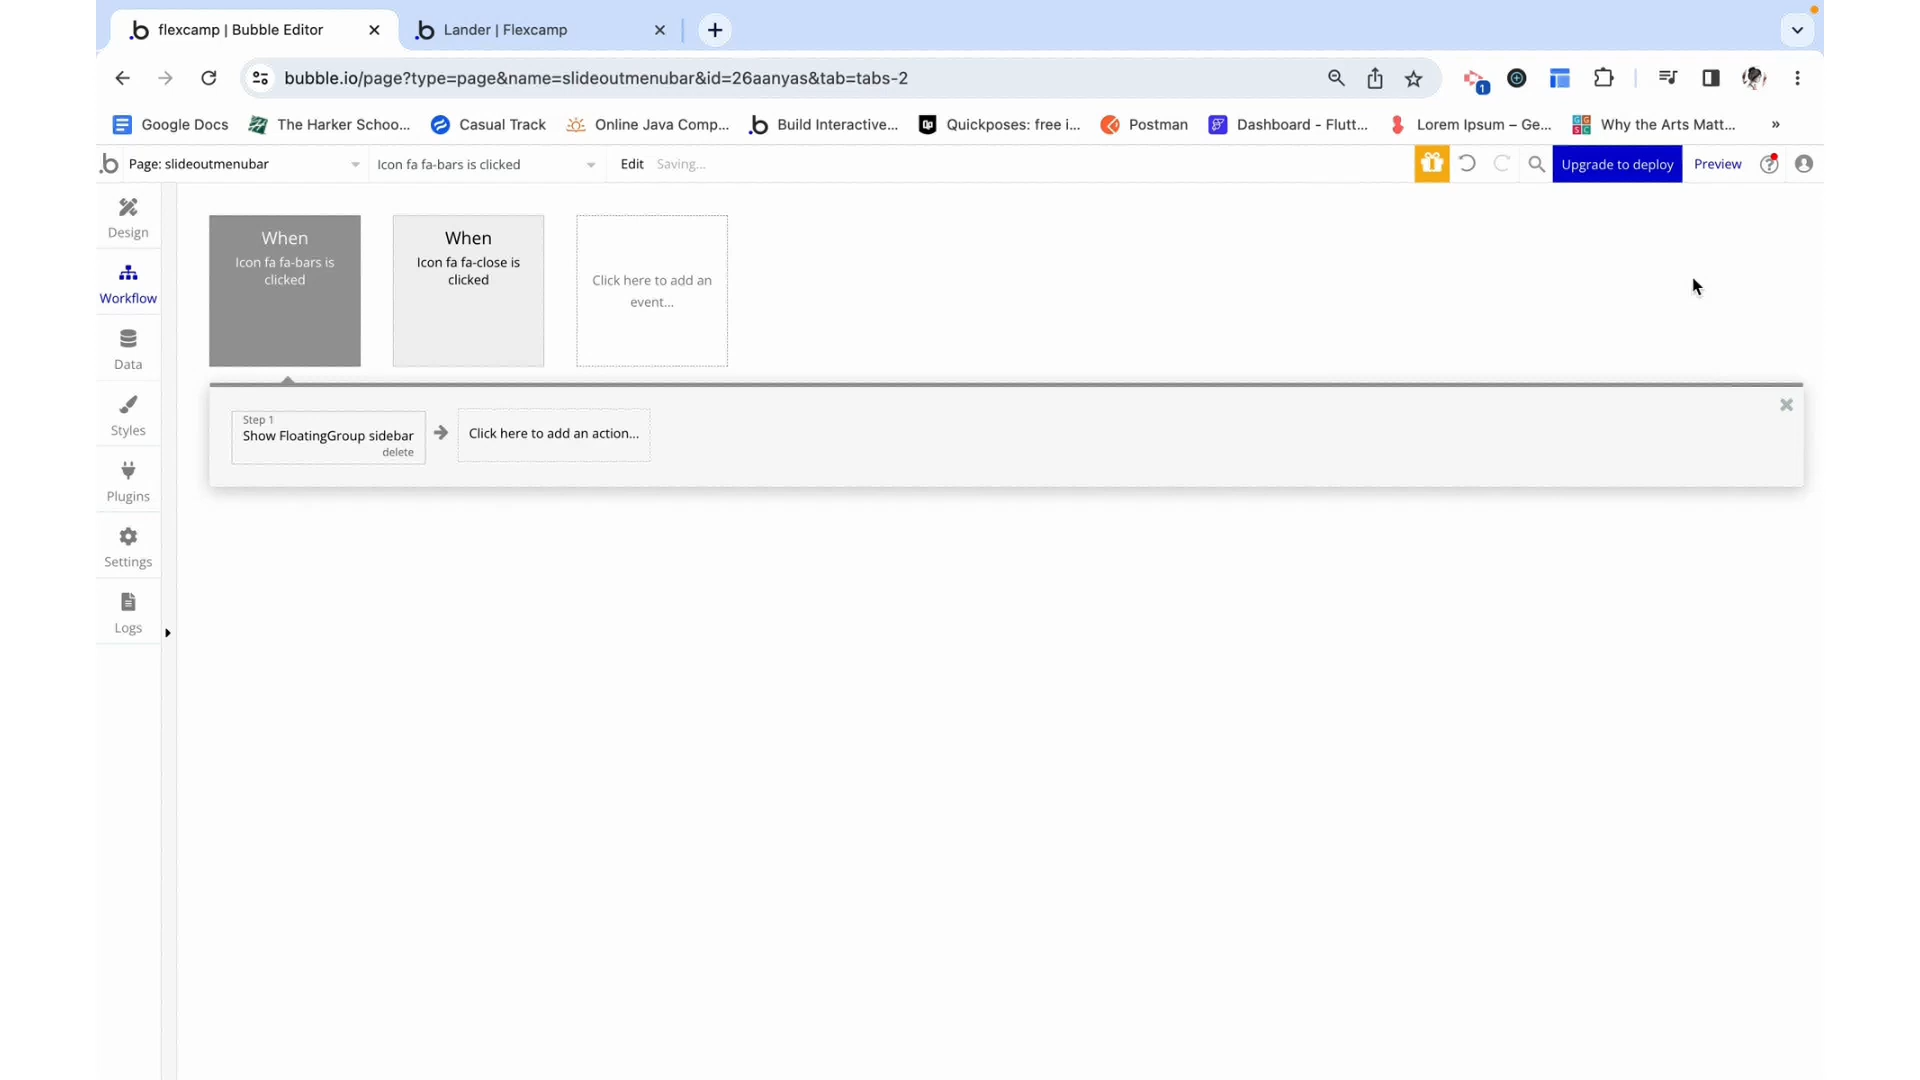 flexcamp | Bubble Editor
Lander | Flexcamp
bubble.io/page?type=page&name=slideoutmenubar&id=26aanyas&tab=tabs-2
1
Google Docs
The Harker Schoo...
Casual Track
Online Java Comp...
Build Interactive...
Quickposes: free i...
Postman
Dashboard - Flutt...
Lorem Ipsum – Ge...
Why the Arts Matt...
»
Page: slideoutmenubar
Icon fa fa-bars is clicked
Edit
Saving...
Upgrade to deploy
Preview
Design
Workflow
Data
Styles
Plugins
Settings
Logs
When
Icon fa fa-bars is
clicked
When
Icon fa fa-close is
clicked
Click here to add an
event...
Step 1
Show FloatingGroup sidebar
delete
Click here to add an action...